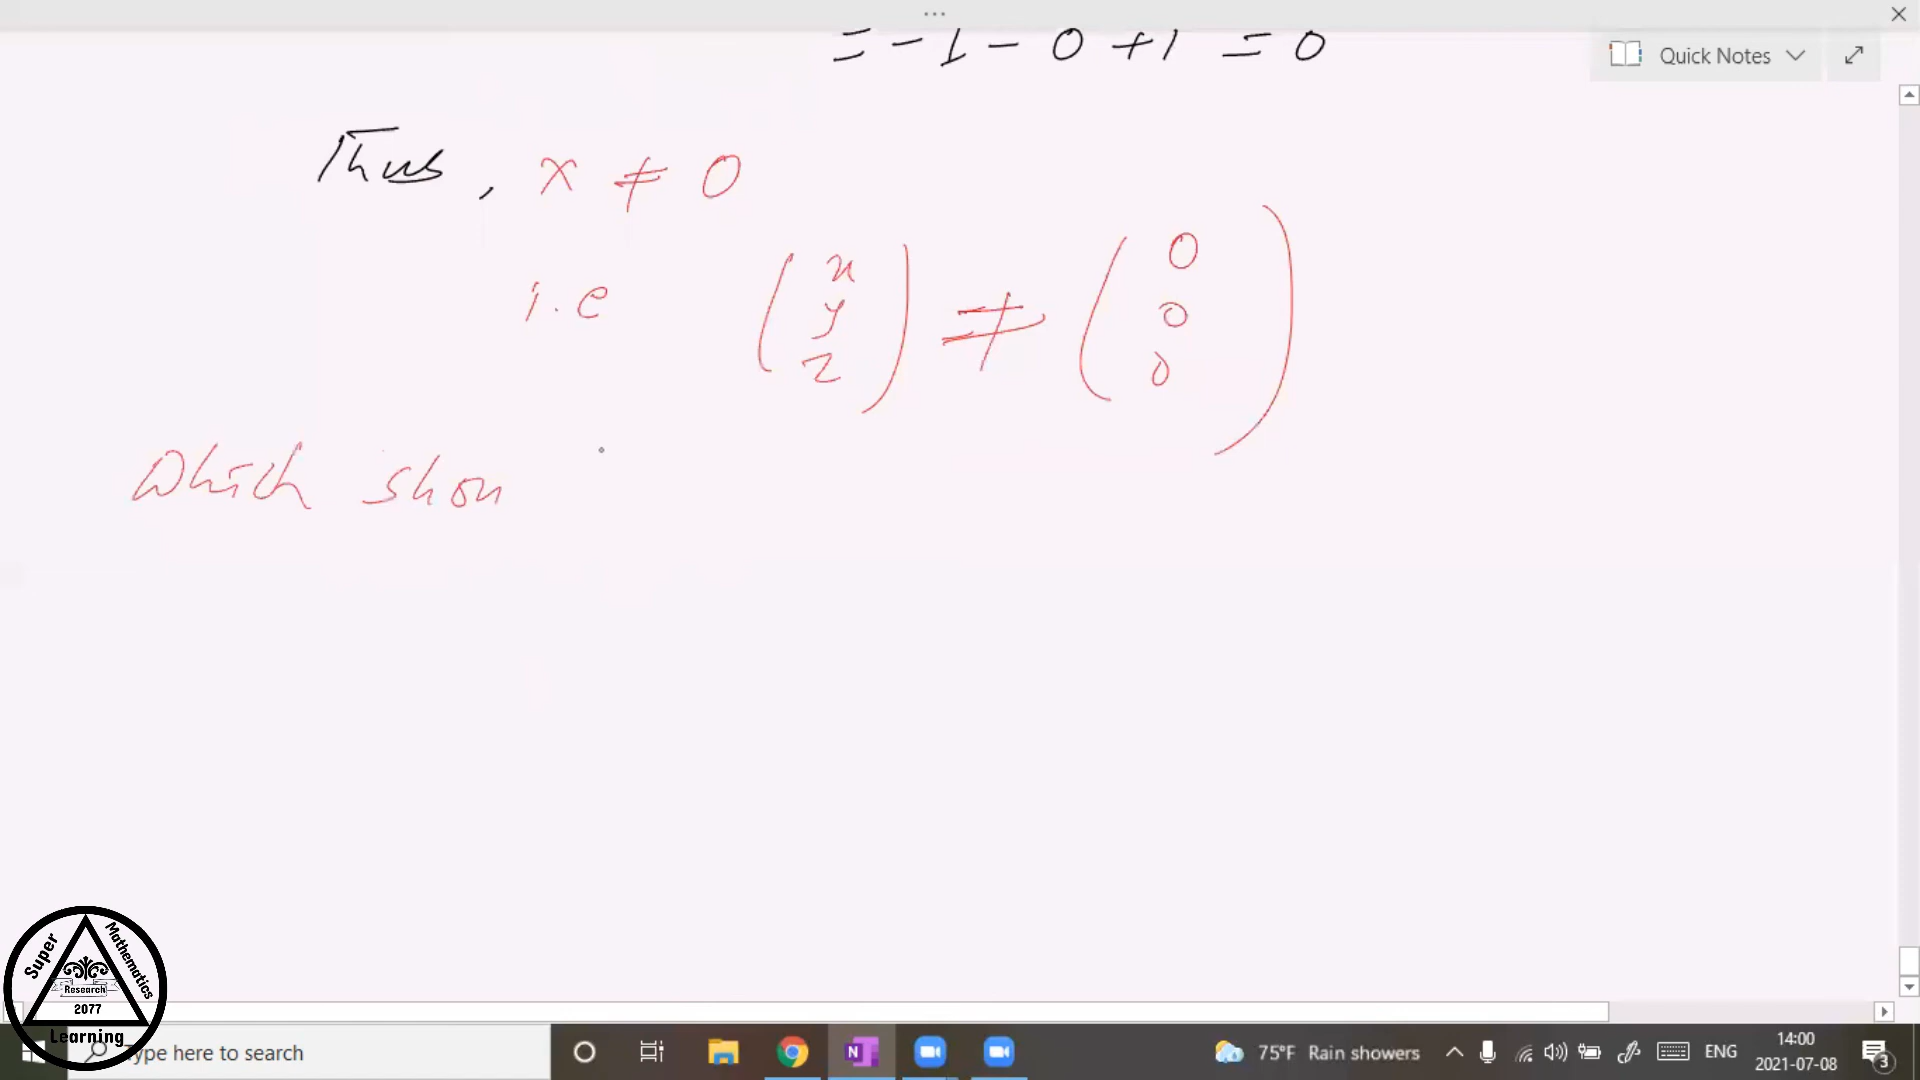 ...
= - 1 - 0 + 1 = 0
Quick Notes
Thus, x ≠ 0
i.e (x y z) ≠ (0 0 0)
Which show
Super Mathematics
Research
2077
Learning
Type here to search
N
75°F Rain showers
ENG
14:00
2021-07-08
3